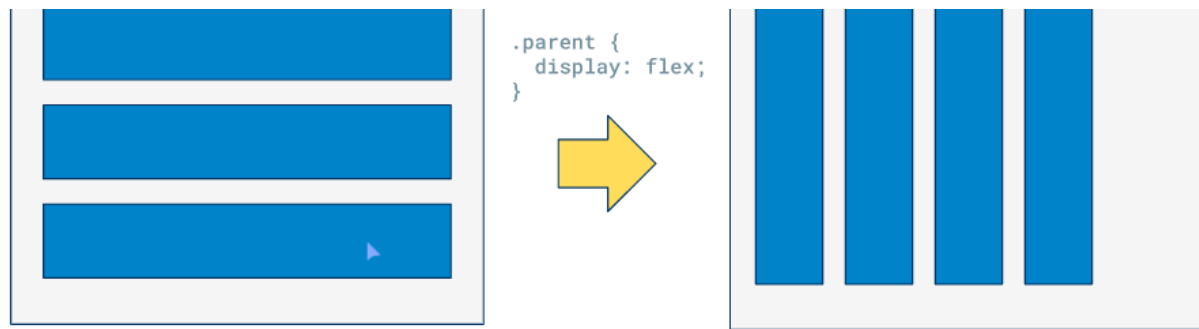 .parent {
  display: flex;
}